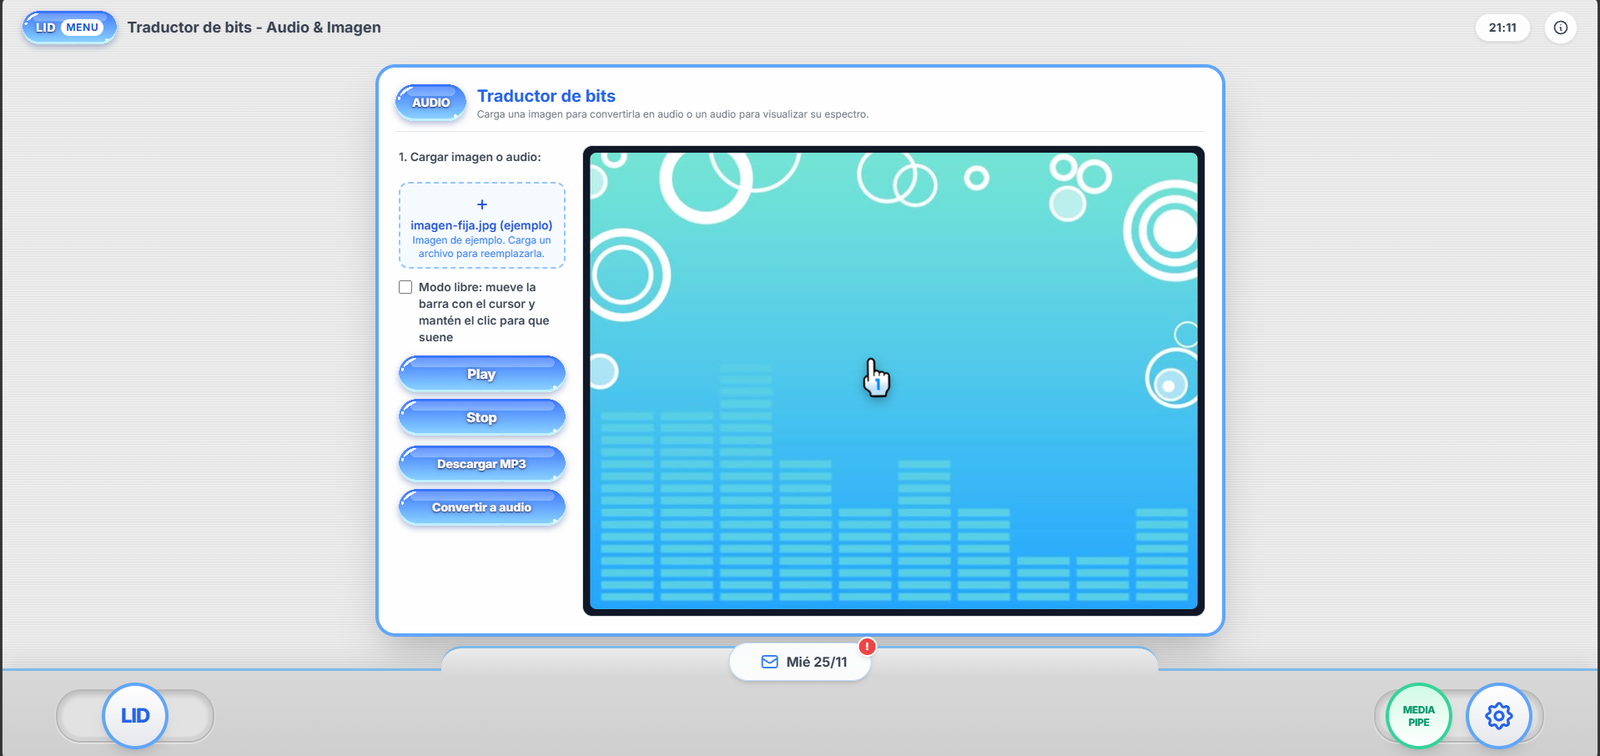 LID MENU
Traductor de bits - Audio & Imagen
21:11
AUDIO
Traductor de bits
Carga una imagen para convertirla en audio o un audio para visualizar su espectro.
1. Cargar imagen o audio:
+
imagen-fija.jpg (ejemplo)
Imagen de ejemplo. Carga un
archivo para reemplazarla.
Modo libre: mueve la
barra con el cursor y
mantén el clic para que
suene
Play
Stop
Descargar MP3
Convertir a audio
1
Mié 25/11
!
LID
MEDIA
PIPE